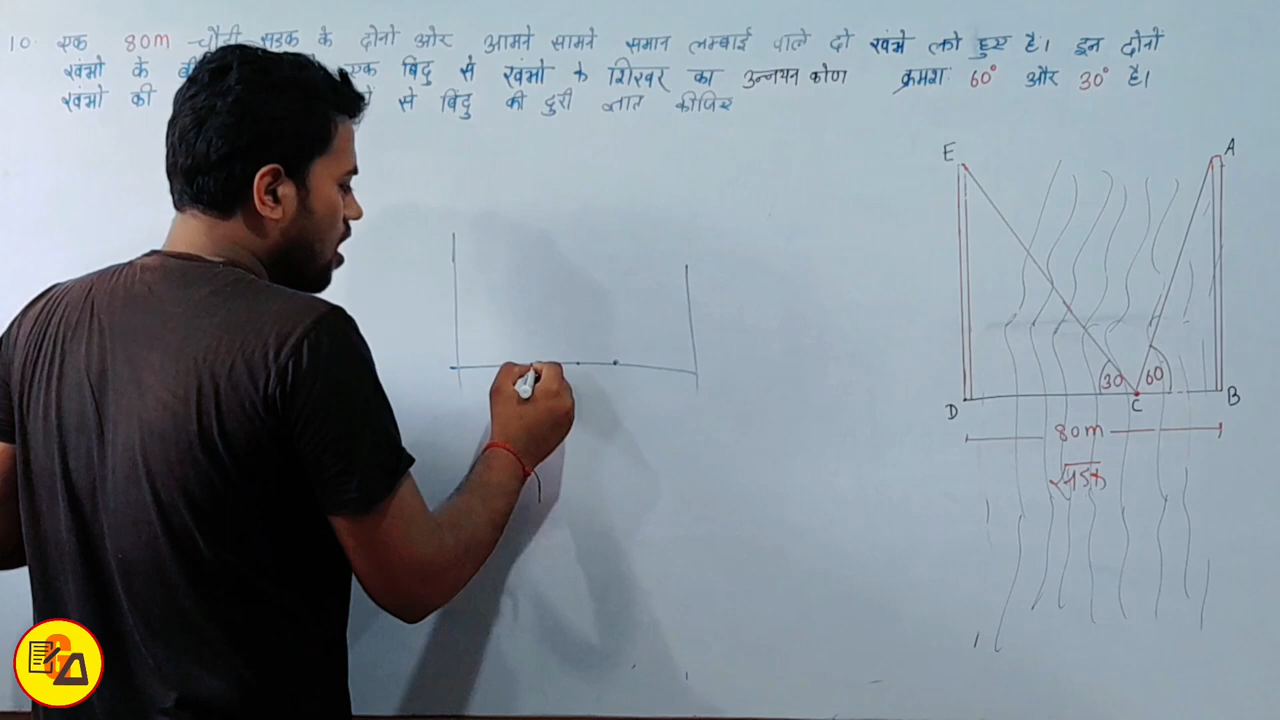 10. एक 80m चौड़ी सड़क के दोनों ओर आमने सामने समान लम्बाई वाले दो खंभे लगे हुए है। इन दोनों
खंभों के एक बिंदु से खंभो के शिखर का उन्नयन कोण क्रमश 60° और 30° है।
खंभों की से बिंदु की दुरी ज्ञात कीजिए
E A
30 60
D C B
80m
सड़क